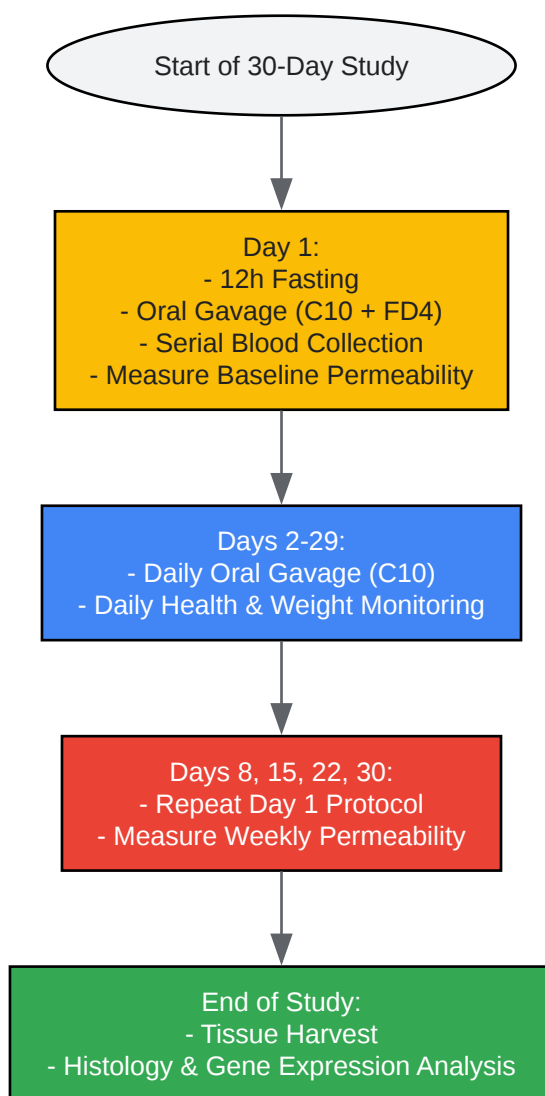 Start of 30-Day Study
Day 1:
- 12h Fasting
- Oral Gavage (C10 + FD4)
- Serial Blood Collection
- Measure Baseline Permeability
Days 2-29:
- Daily Oral Gavage (C10)
- Daily Health & Weight Monitoring
Days 8, 15, 22, 30:
- Repeat Day 1 Protocol
- Measure Weekly Permeability
End of Study:
- Tissue Harvest
- Histology & Gene Expression Analysis